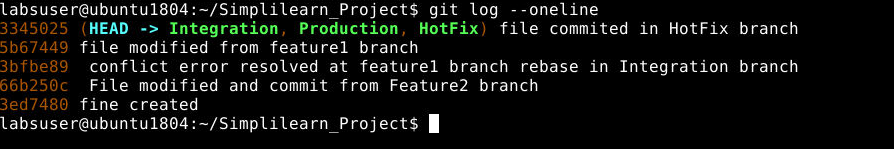 labsuser@ubuntu1804:~/Simplilearn_Project$ git log --oneline
3345025 (HEAD -> Integration, Production, HotFix) file commited in HotFix branch
5b67449 file modified from feature1 branch
3bfbe89  conflict error resolved at feature1 branch rebase in Integration branch
66b250c  File modified and commit from Feature2 branch
3ed7480 fine created
labsuser@ubuntu1804:~/Simplilearn_Project$